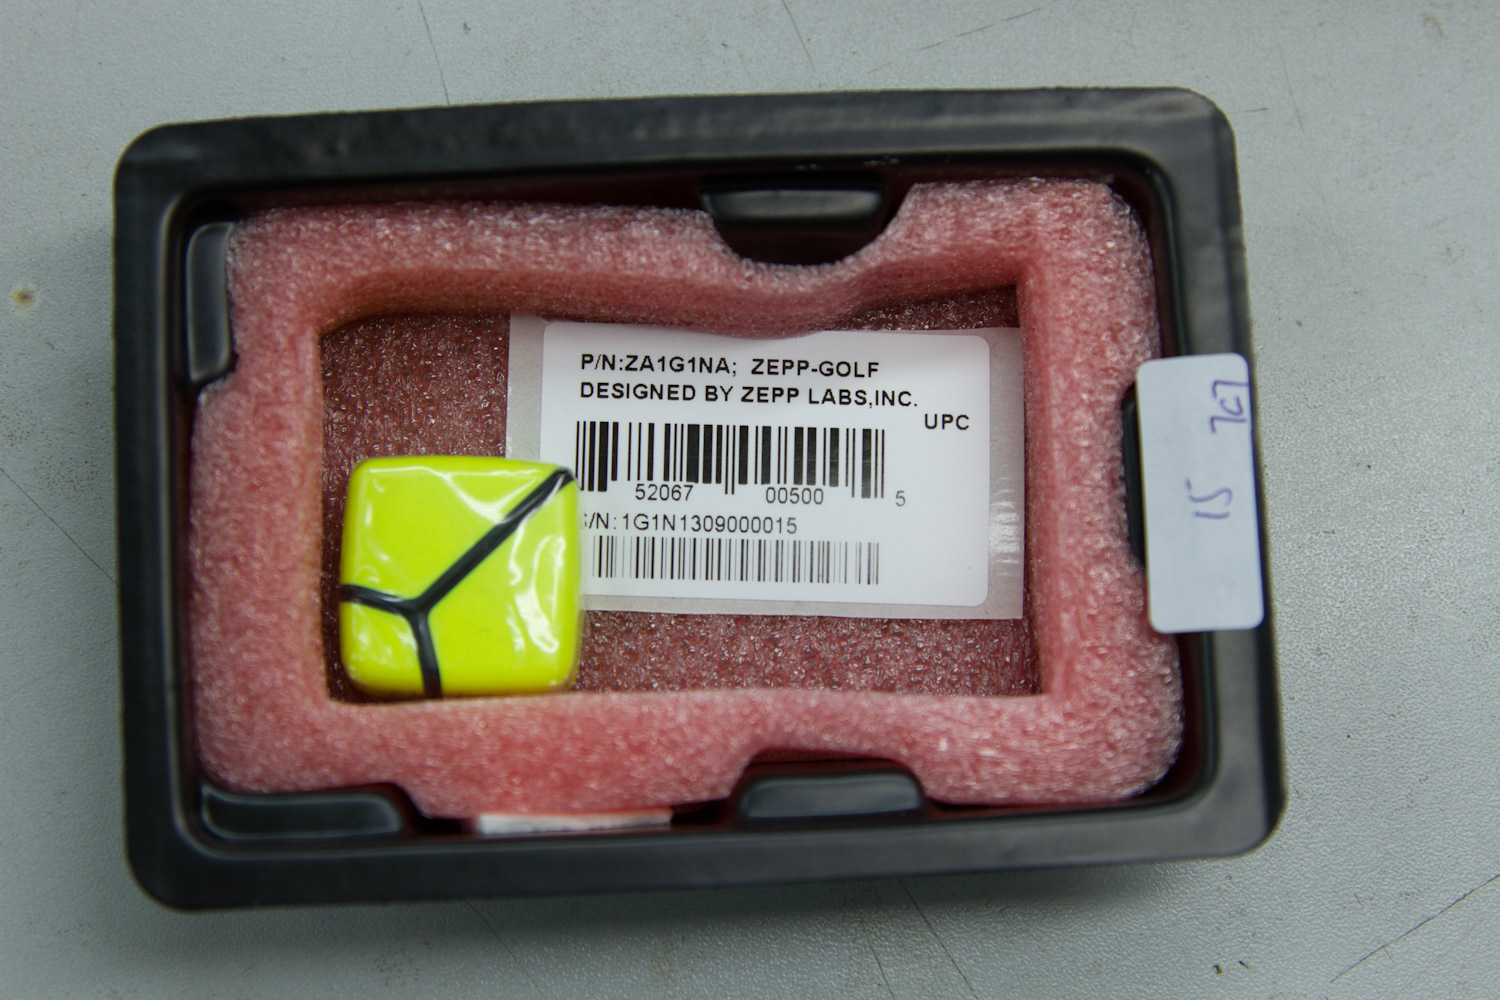 P/N:ZA1G1NA; ZEPP-GOLF
DESIGNED BY ZEPP LABS,INC.
UPC
52067 00500 5
/N:1G1N1309000015
15